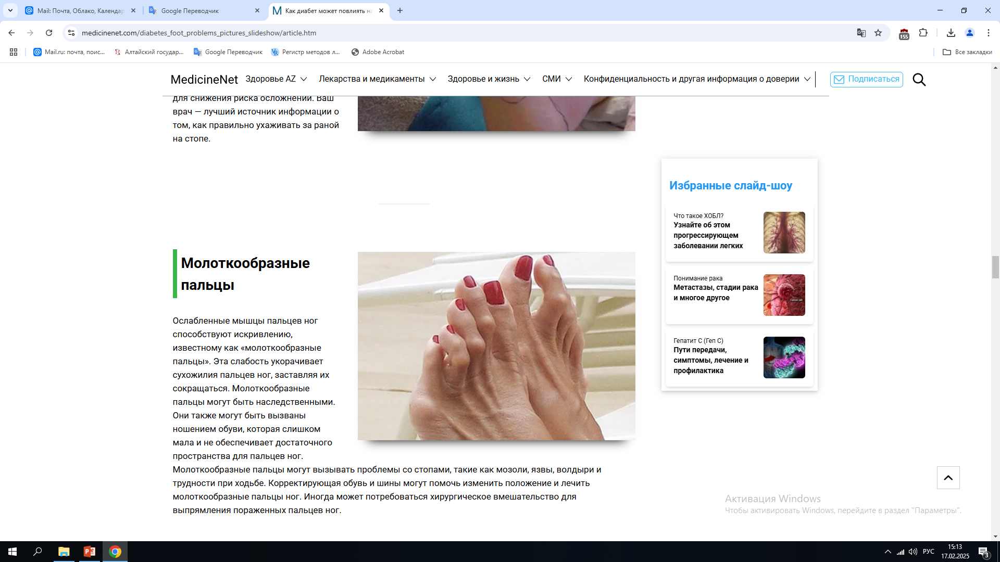 Mail: Почта, Облако, Календар
Google Переводчик
Как диабет может повлиять на
medicinenet.com/diabetes_foot_problems_pictures_slideshow/article.htm
155
Mail.ru: почта, поис...
Алтайский государ...
Google Переводчик
Регистр методов л...
Adobe Acrobat
Все закладки
MedicineNet
Здоровье AZ
Лекарства и медикаменты
Здоровье и жизнь
СМИ
Конфиденциальность и другая информация о доверии
Подписаться
для снижения риска осложнений. Ваш
врач — лучший источник информации о
том, как правильно ухаживать за раной
на стопе.
Молоткообразные
пальцы
Ослабленные мышцы пальцев ног
способствуют искривлению,
известному как «молоткообразные
пальцы». Эта слабость укорачивает
сухожилия пальцев ног, заставляя их
сокращаться. Молоткообразные
пальцы могут быть наследственными.
Они также могут быть вызваны
ношением обуви, которая слишком
мала и не обеспечивает достаточного
пространства для пальцев ног.
Молоткообразные пальцы могут вызывать проблемы со стопами, такие как мозоли, язвы, волдыри и
трудности при ходьбе. Корректирующая обувь и шины могут помочь изменить положение и лечить
молоткообразные пальцы ног. Иногда может потребоваться хирургическое вмешательство для
выпрямления пораженных пальцев ног.
Избранные слайд-шоу
Что такое ХОБЛ?
Узнайте об этом
прогрессирующем
заболевании легких
Понимание рака
Метастазы, стадии рака
и многое другое
Cancer cell
Гепатит С (Геп С)
Пути передачи,
симптомы, лечение и
профилактика
Активация Windows
Чтобы активировать Windows, перейдите в раздел "Параметры".
РУС
15:13
17.02.2025
3